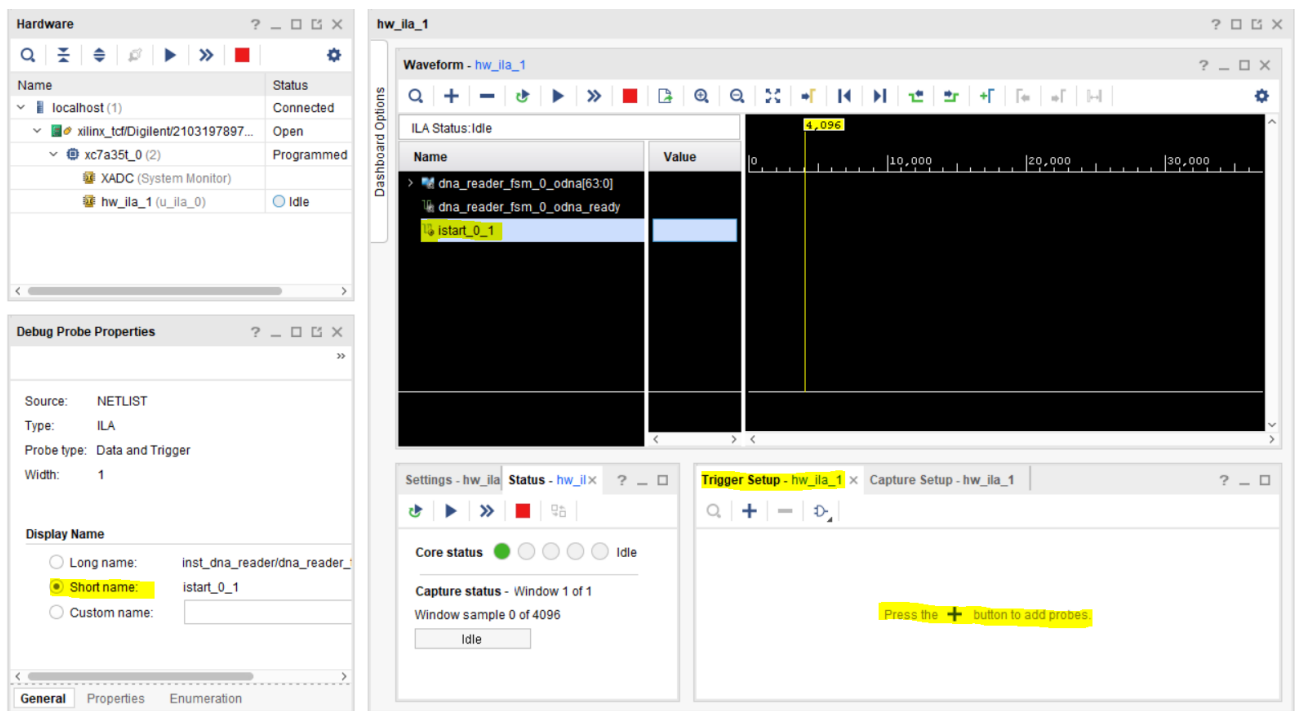 Hardware
Name Status
localhost (1) Connected
xilinx_tcf/Digilent/2103197897... Open
xc7a35t_0 (2) Programmed
XADC (System Monitor)
hw_ila_1 (u_ila_0) Idle
Debug Probe Properties
Source: NETLIST
Type: ILA
Probe type: Data and Trigger
Width: 1
Display Name
Long name: inst_dna_reader/dna_reader_
Short name: istart_0_1
Custom name:
General Properties Enumeration
hw_ila_1
Dashboard Options
Waveform - hw_ila_1
ILA Status:Idle
Name Value
4,096
0 10,000 20,000 30,000
dna_reader_fsm_0_odna[63:0]
dna_reader_fsm_0_odna_ready
istart_0_1
Settings - hw_ila Status - hw_il
Core status Idle
Capture status - Window 1 of 1
Window sample 0 of 4096
Idle
Trigger Setup - hw_ila_1 Capture Setup - hw_ila_1
Press the + button to add probes.